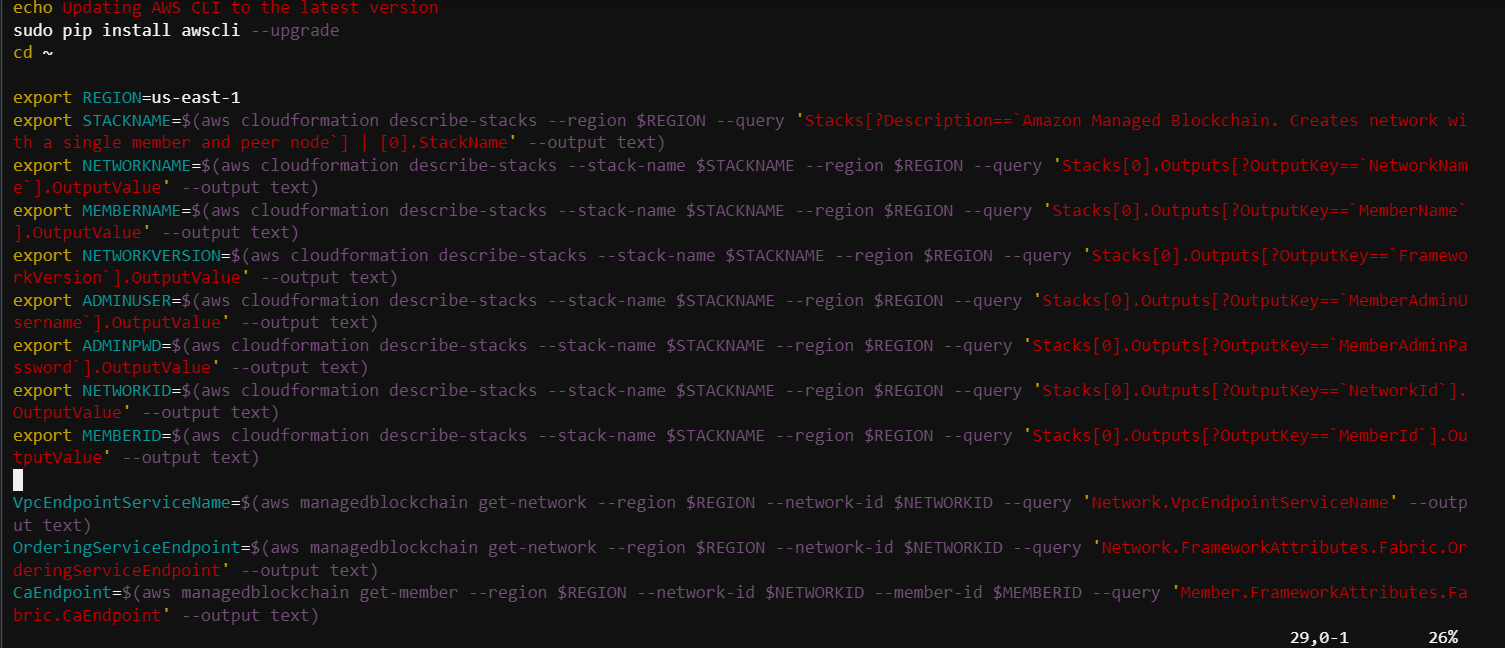 echo Updating AWS CLI to the latest version
sudo pip install awscli --upgrade
cd ~
export REGION=us-east-1
export STACKNAME=$(aws cloudformation describe-stacks --region $REGION --query 'Stacks[?Description==`Amazon Managed Blockchain. Creates network wi
th a single member and peer node`] | [0].StackName' --output text)
export NETWORKNAME=$(aws cloudformation describe-stacks --stack-name $STACKNAME --region $REGION --query 'Stacks[0].Outputs[?OutputKey==`NetworkNam
e`].OutputValue' --output text)
export MEMBERNAME=$(aws cloudformation describe-stacks --stack-name $STACKNAME --region $REGION --query 'Stacks[0].Outputs[?OutputKey==`MemberName`
].OutputValue' --output text)
export NETWORKVERSION=$(aws cloudformation describe-stacks --stack-name $STACKNAME --region $REGION --query 'Stacks[0].Outputs[?OutputKey==`Framewo
rkVersion`].OutputValue' --output text)
export ADMINUSER=$(aws cloudformation describe-stacks --stack-name $STACKNAME --region $REGION --query 'Stacks[0].Outputs[?OutputKey==`MemberAdminU
sername`].OutputValue' --output text)
export ADMINPWD=$(aws cloudformation describe-stacks --stack-name $STACKNAME --region $REGION --query 'Stacks[0].Outputs[?OutputKey==`MemberAdminPa
ssword`].OutputValue' --output text)
export NETWORKID=$(aws cloudformation describe-stacks --stack-name $STACKNAME --region $REGION --query 'Stacks[0].Outputs[?OutputKey==`NetworkId`].
OutputValue' --output text)
export MEMBERID=$(aws cloudformation describe-stacks --stack-name $STACKNAME --region $REGION --query 'Stacks[0].Outputs[?OutputKey==`MemberId`].Ou
tputValue' --output text)
VpcEndpointServiceName=$(aws managedblockchain get-network --region $REGION --network-id $NETWORKID --query 'Network.VpcEndpointServiceName' --outp
ut text)
OrderingServiceEndpoint=$(aws managedblockchain get-network --region $REGION --network-id $NETWORKID --query 'Network.FrameworkAttributes.Fabric.Or
deringServiceEndpoint' --output text)
CaEndpoint=$(aws managedblockchain get-member --region $REGION --network-id $NETWORKID --member-id $MEMBERID --query 'Member.FrameworkAttributes.Fa
bric.CaEndpoint' --output text)
29,0-1 26%